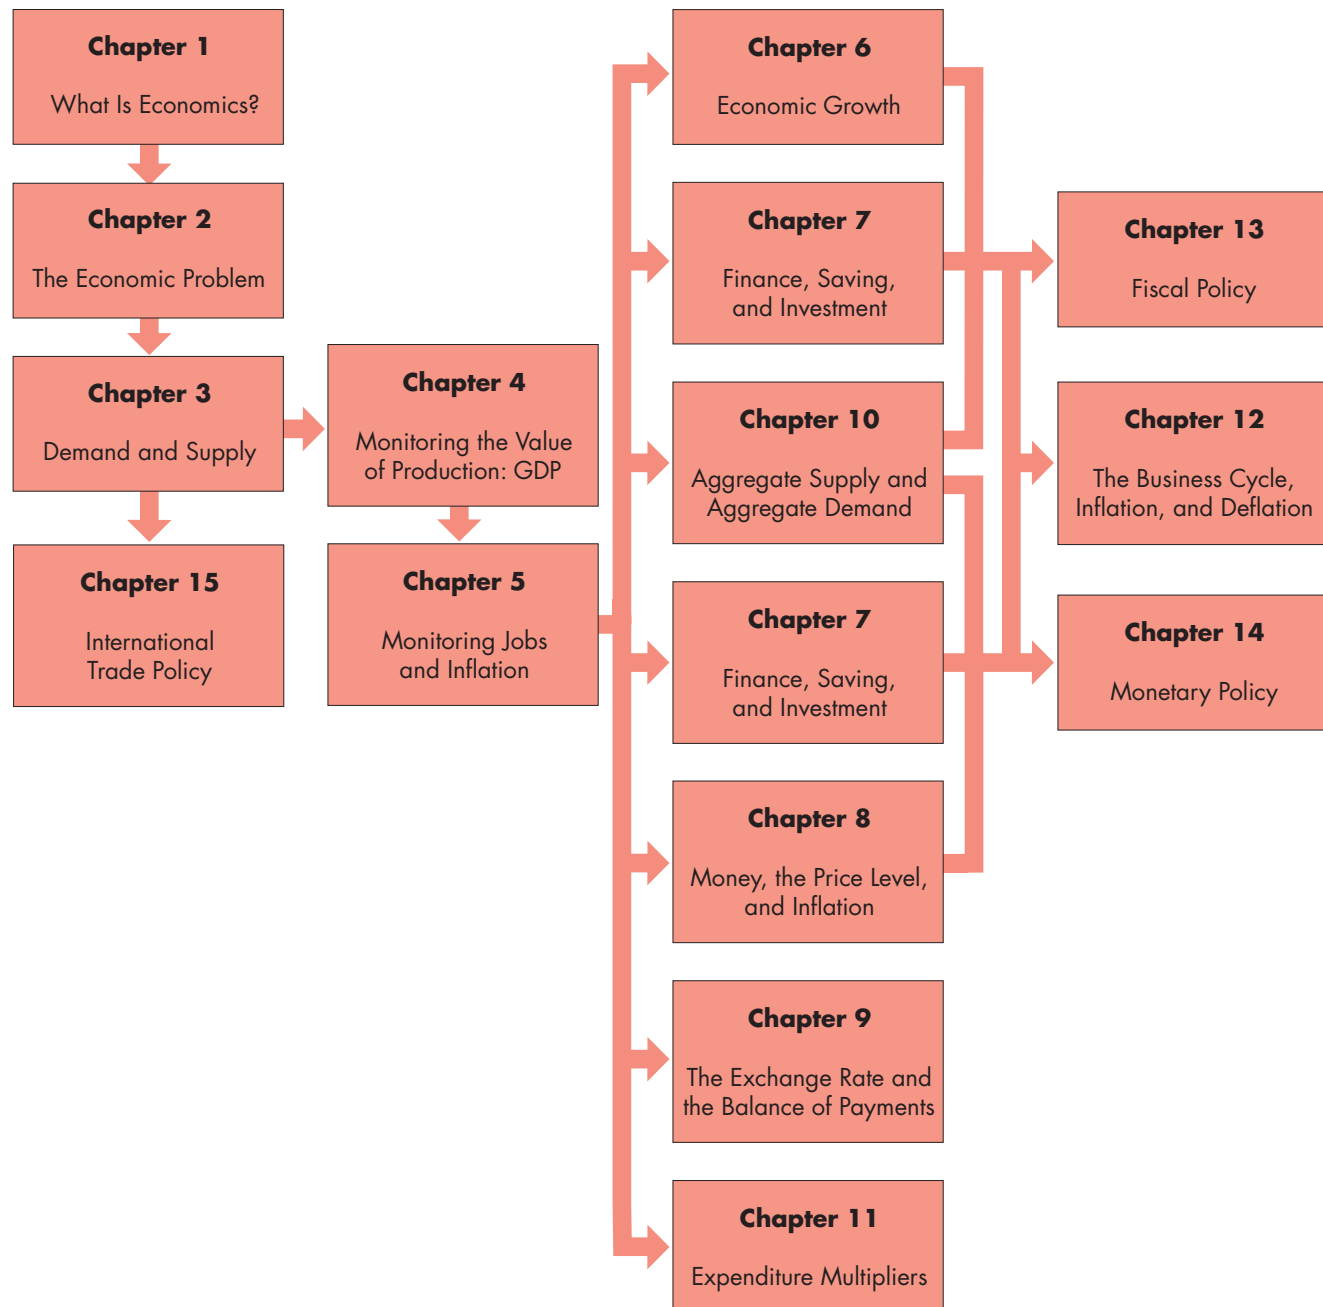 Chapter 1
What Is Economics?
Chapter 2
The Economic Problem
Chapter 3
Demand and Supply
Chapter 15
International
Trade Policy
Chapter 4
Monitoring the Value
of Production: GDP
Chapter 5
Monitoring Jobs
and Inflation
Chapter 6
Economic Growth
Chapter 7
Finance, Saving,
and Investment
Chapter 10
Aggregate Supply and
Aggregate Demand
Chapter 7
Finance, Saving,
and Investment
Chapter 8
Money, the Price Level,
and Inflation
Chapter 9
The Exchange Rate and
the Balance of Payments
Chapter 11
Expenditure Multipliers
Chapter 13
Fiscal Policy
Chapter 12
The Business Cycle,
Inflation, and Deflation
Chapter 14
Monetary Policy